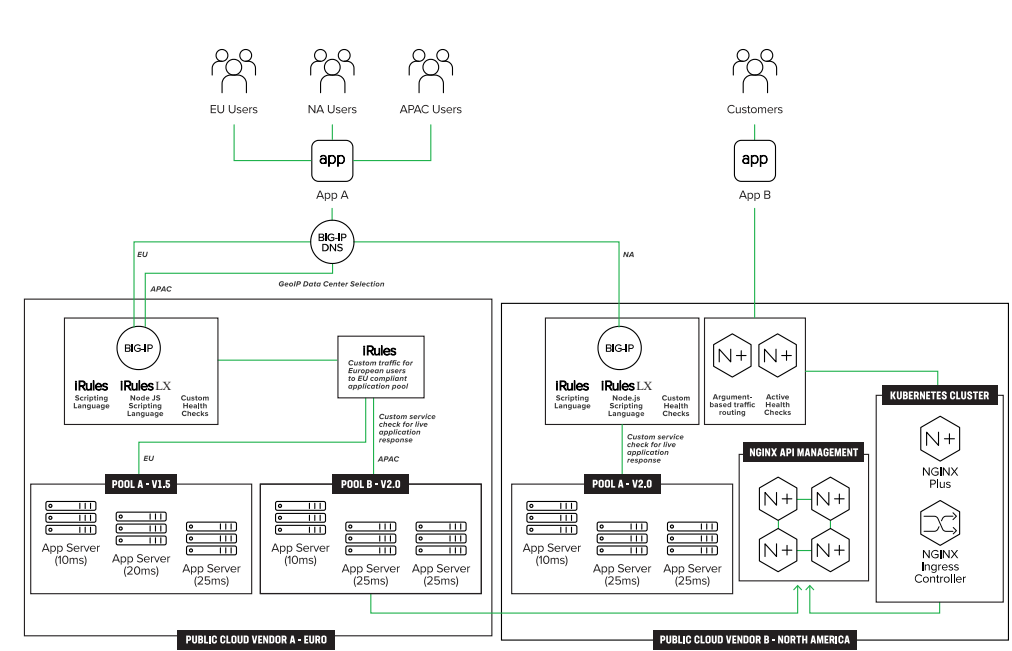 EU Users
NA Users
APAC Users
Customers
app
app
App A
App B
BIG-IP
DNS
EU
NA
GeoIP Data Center Selection
APAC
BIG-IP
iRules
Scripting
Language
iRules LX
Node JS
Scripting
Language
Custom
Health
Checks
iRules
Custom traffic for
European users
to EU compliant
application pool
Custom service
check for live
application
response
EU
APAC
POOL A - V1.5
App Server
(10ms)
App Server
(20ms)
App Server
(25ms)
POOL B - V2.0
App Server
(10ms)
App Server
(25ms)
App Server
(25ms)
PUBLIC CLOUD VENDOR A - EURO
BIG-IP
iRules
Scripting
Language
iRules LX
Node.js
Scripting
Language
Custom
Health
Checks
N+
N+
Argument-
based traffic
routing
Active
Health
Checks
Custom service
check for live
application
response
POOL A - V2.0
App Server
(10ms)
App Server
(25ms)
App Server
(25ms)
NGINX API MANAGEMENT
N+
N+
N+
N+
KUBERNETES CLUSTER
N+
NGINX
Plus
NGINX
Ingress
Controller
PUBLIC CLOUD VENDOR B - NORTH AMERICA